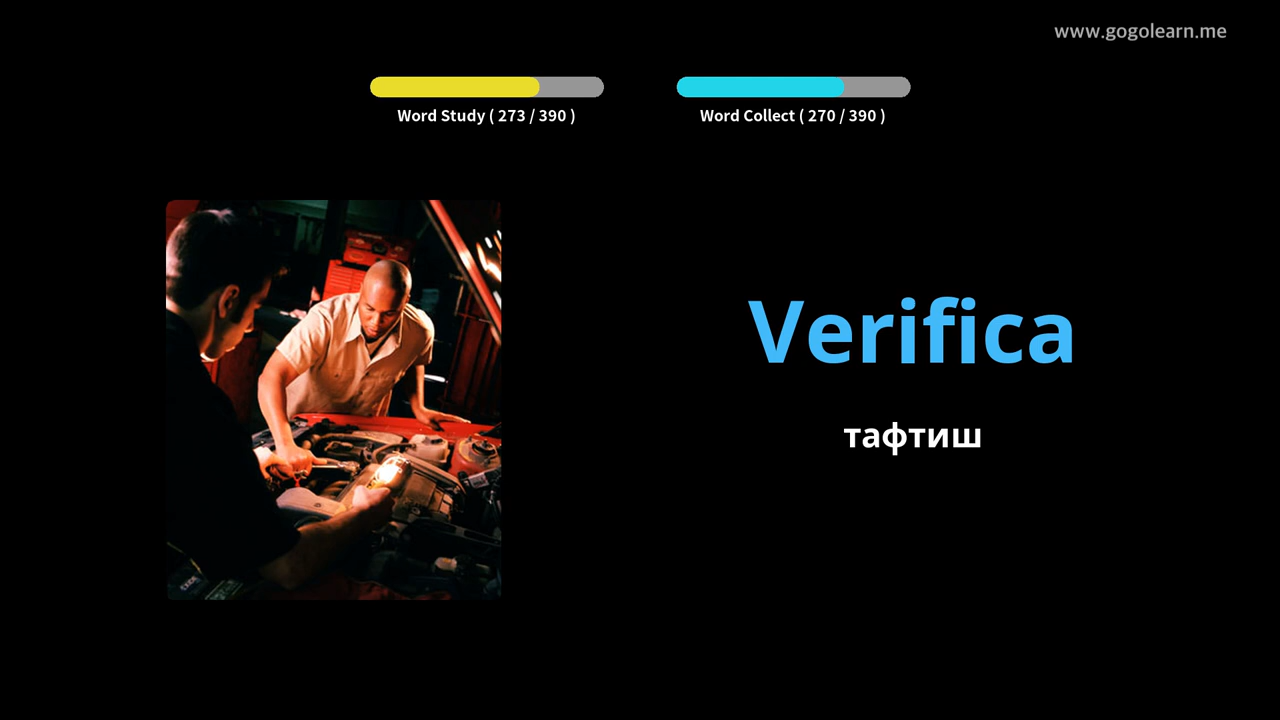 www.gogolearn.me
Word Study ( 273 / 390 )
Word Collect ( 270 / 390 )
Verifica
тафтиш